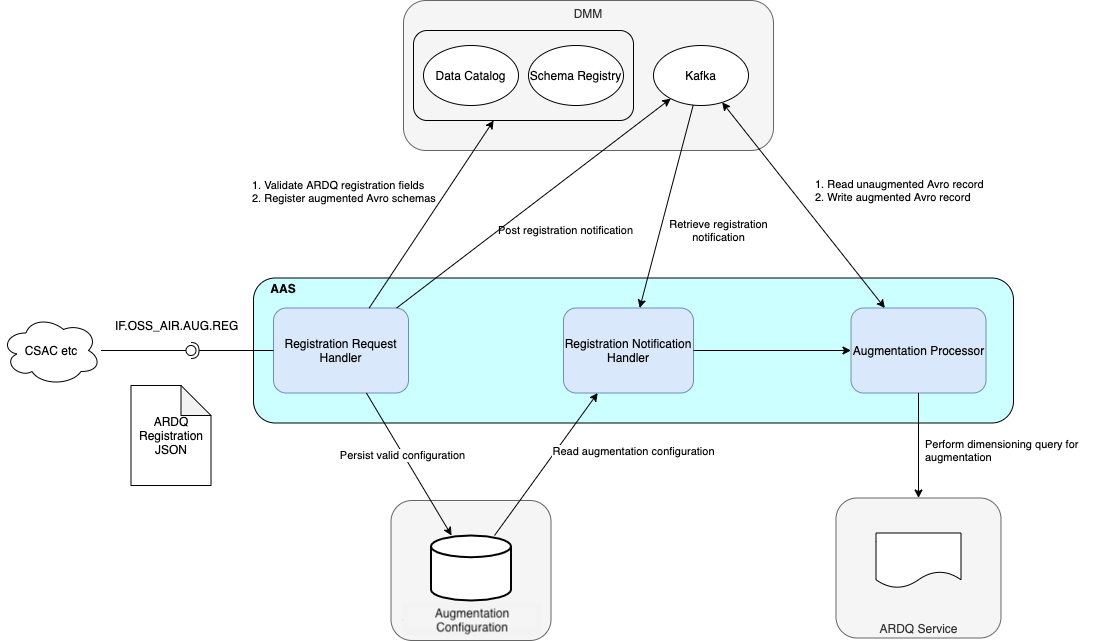 DMM
Data Catalog
Schema Registry
Kafka
1. Validate ARDQ registration fields
2. Register augmented Avro schemas
1. Read unaugmented Avro record
2. Write augmented Avro record
Post registration notification
Retrieve registration
notification
AAS
IF.OSS_AIR.AUG.REG
CSAC etc
Registration Request
Handler
Registration Notification
Handler
Augmentation Processor
ARDQ
Registration
JSON
Persist valid configuration
Read augmentation configuration
Perform dimensioning query for
augmentation
Augmentation
Configuration
ARDQ Service